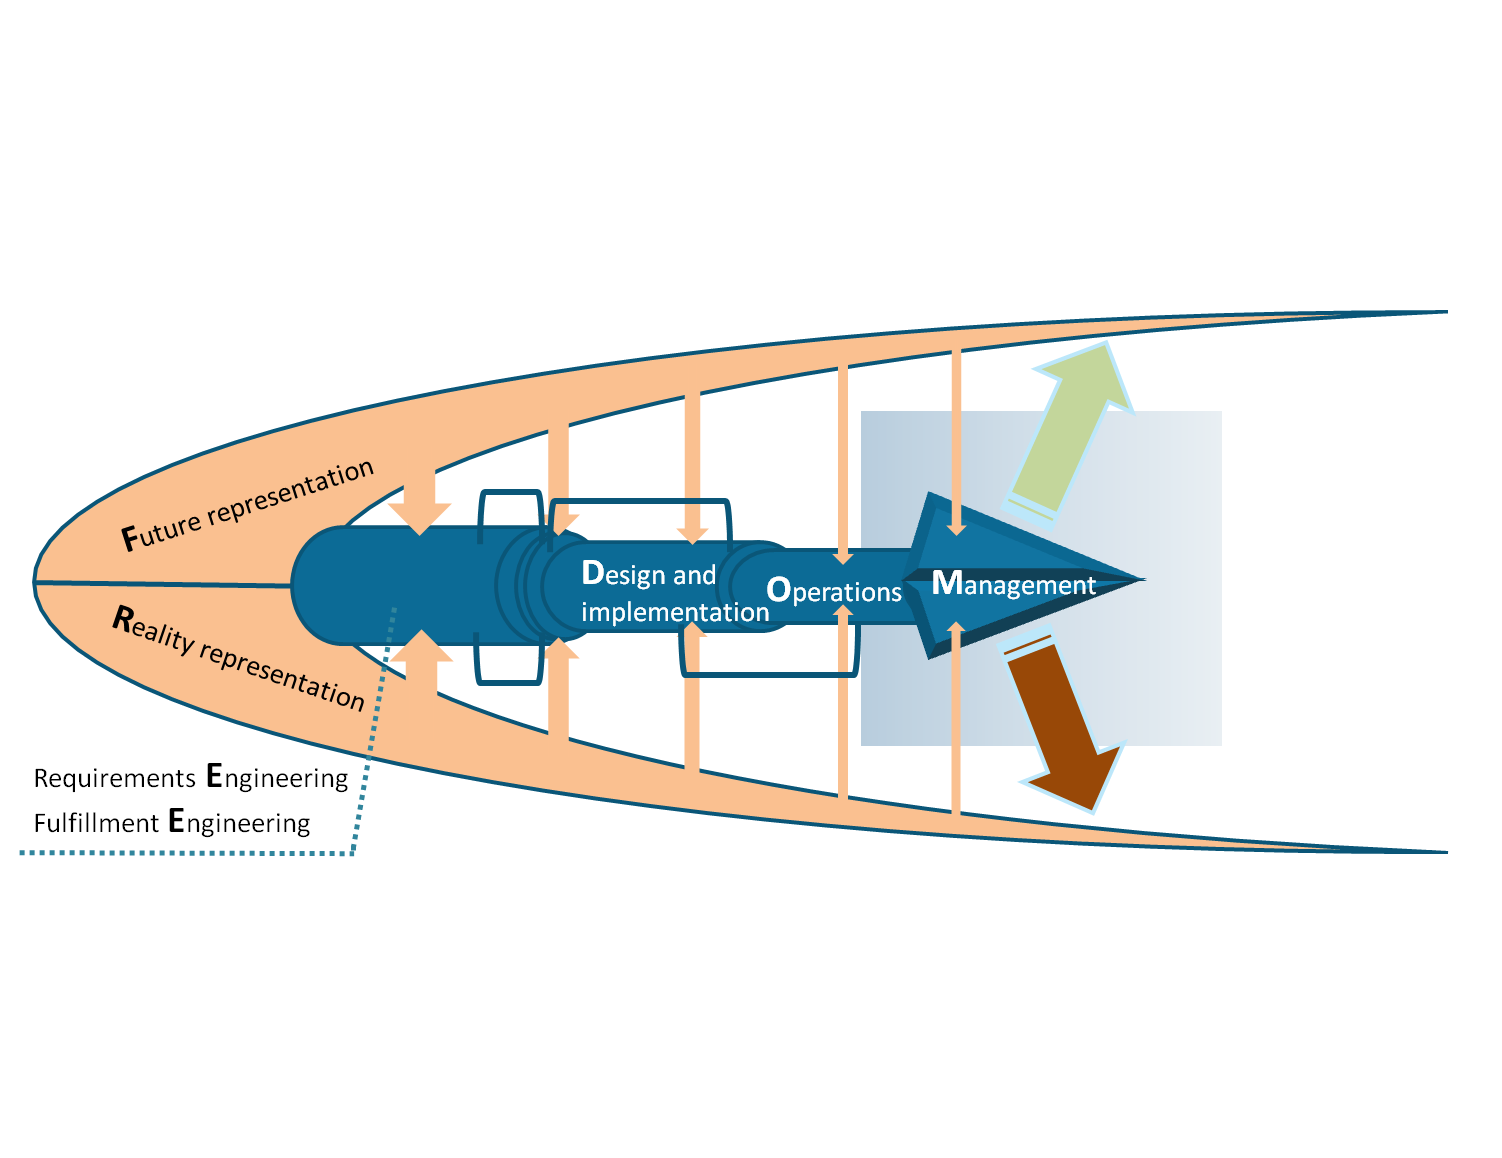 Future representation
Reality representation
Design and
implementation
Operations
Management
Requirements Engineering
Fulfillment Engineering